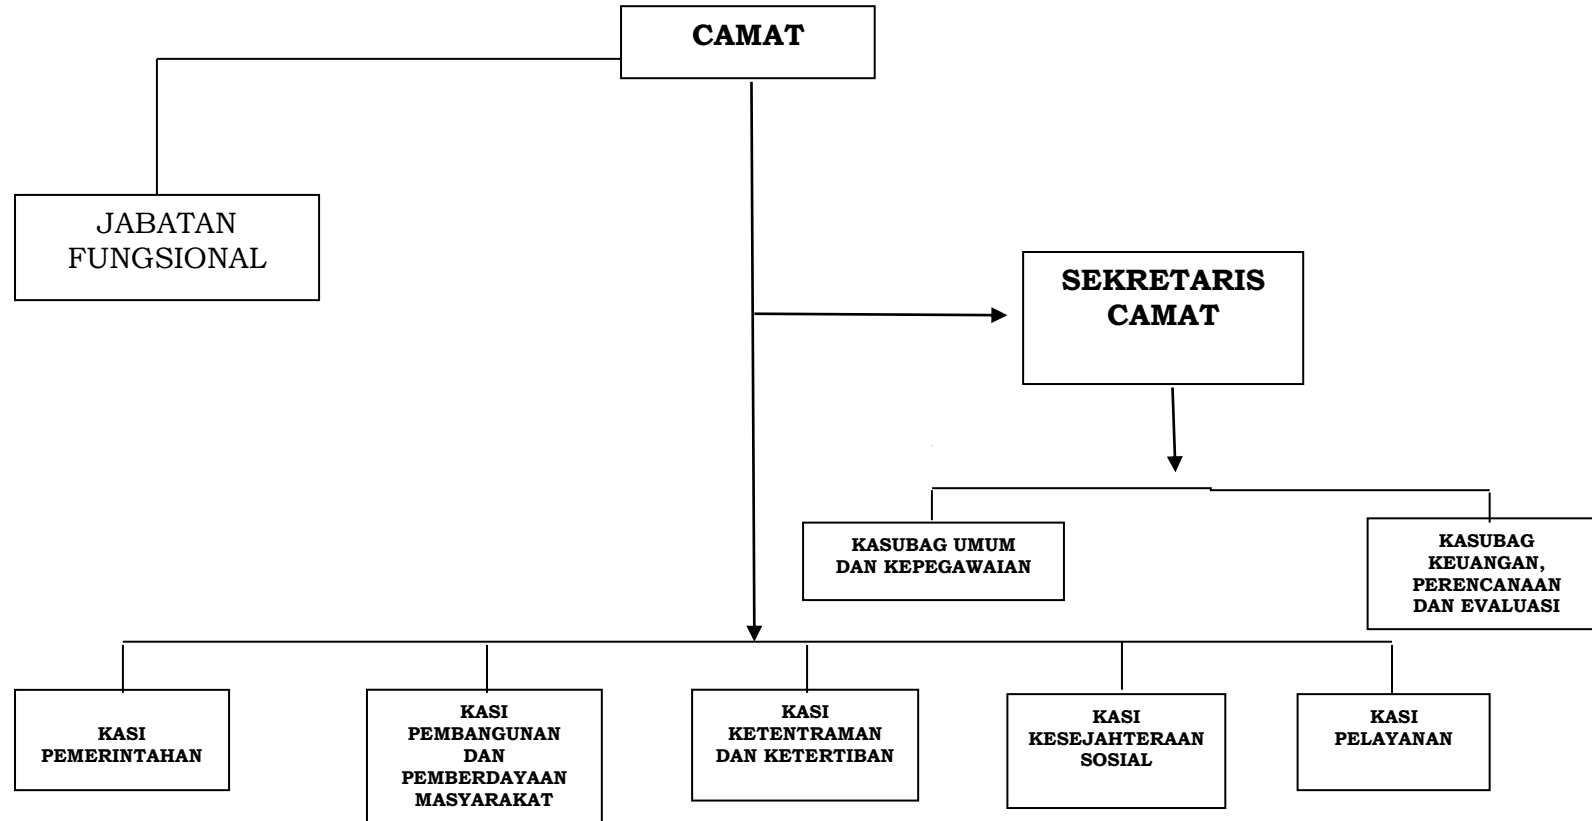 CAMAT
JABATAN
FUNGSIONAL
SEKRETARIS
CAMAT
KASUBAG UMUM
DAN KEPEGAWAIAN
KASUBAG
KEUANGAN,
PERENCANAAN
DAN EVALUASI
KASI
PEMERINTAHAN
KASI
PEMBANGUNAN
DAN
PEMBERDAYAAN
MASYARAKAT
KASI
KETENTRAMAN
DAN KETERTIBAN
KASI
KESEJAHTERAAN
SOSIAL
KASI
PELAYANAN